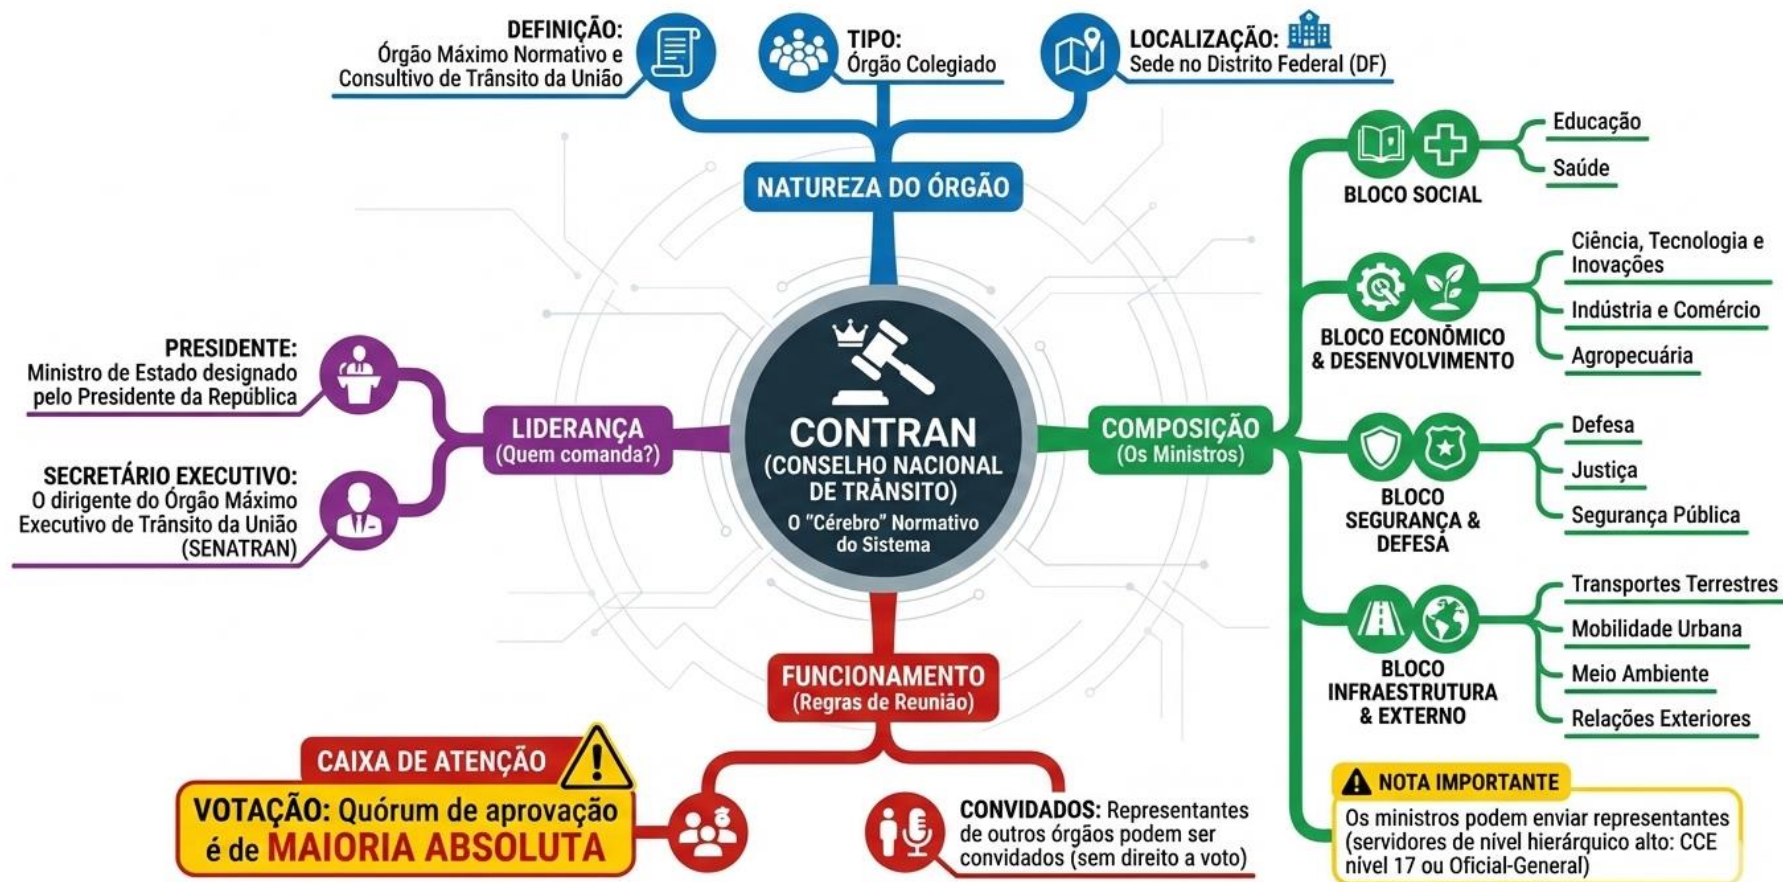 DEFINIÇÃO:
Órgão Máximo Normativo e
Consultivo de Trânsito da União
TIPO:
Órgão Colegiado
LOCALIZAÇÃO:
Sede no Distrito Federal (DF)
NATUREZA DO ÓRGÃO
PRESIDENTE:
Ministro de Estado designado
pelo Presidente da República
SECRETÁRIO EXECUTIVO:
O dirigente do Órgão Máximo
Executivo de Trânsito da União
(SENATRAN)
LIDERANÇA
(Quem comanda?)
CONTRAN
(CONSELHO NACIONAL
DE TRÂNSITO)
O "Cérebro" Normativo
do Sistema
COMPOSIÇÃO
(Os Ministros)
BLOCO SOCIAL
Educação
Saúde
BLOCO ECONÔMICO
& DESENVOLVIMENTO
Ciência, Tecnologia e
Inovações
Indústria e Comércio
Agropecuária
BLOCO
SEGURANÇA &
DEFESA
Defesa
Justiça
Segurança Pública
BLOCO
INFRAESTRUTURA
& EXTERNO
Transportes Terrestres
Mobilidade Urbana
Meio Ambiente
Relações Exteriores
NOTA IMPORTANTE
Os ministros podem enviar representantes
(servidores de nível hierárquico alto: CCE
nível 17 ou Oficial-General)
FUNCIONAMENTO
(Regras de Reunião)
CAIXA DE ATENÇÃO
VOTAÇÃO: Quórum de aprovação
é de MAIORIA ABSOLUTA
CONVIDADOS: Representantes
de outros órgãos podem ser
convidados (sem direito a voto)